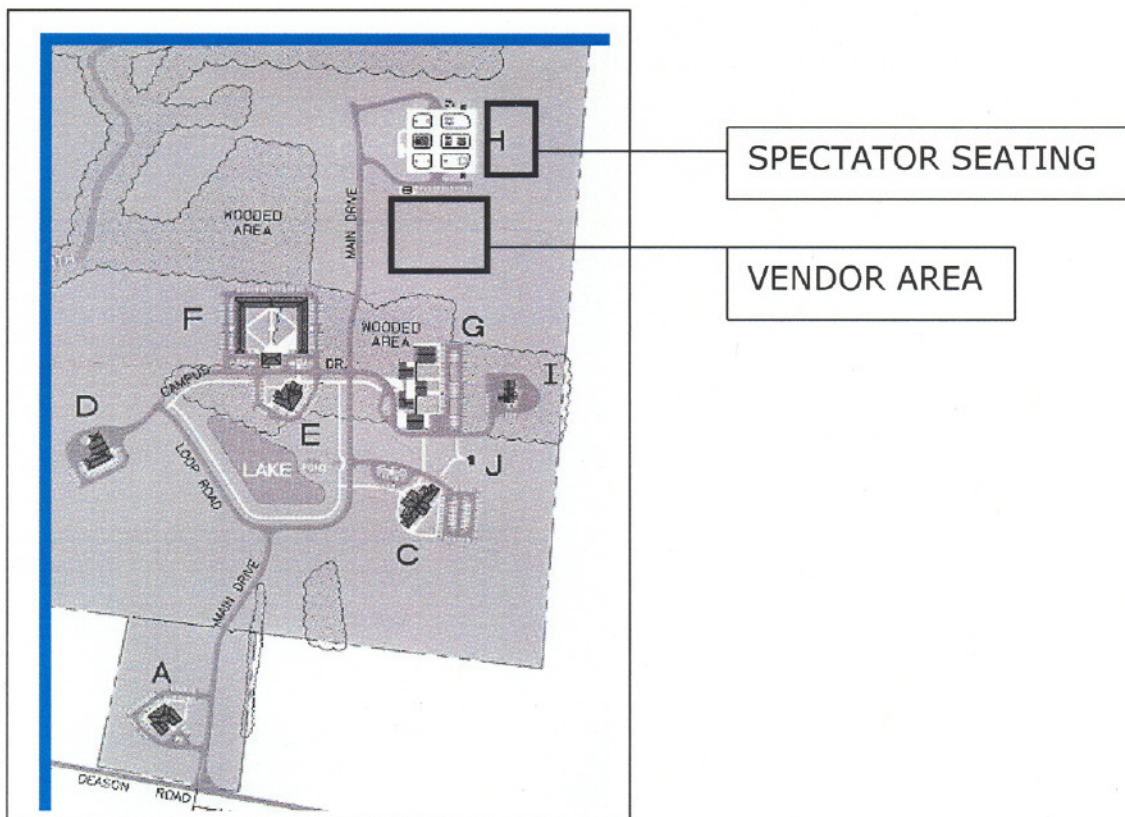 SPECTATOR SEATING
VENDOR AREA
WOODED
AREA
MAIN DRIVE
F
WOODED
AREA
G
CAMPUS
DR.
I
D
E
LOOP ROAD
LAKE
J
C
MAIN DRIVE
A
DEASON ROAD